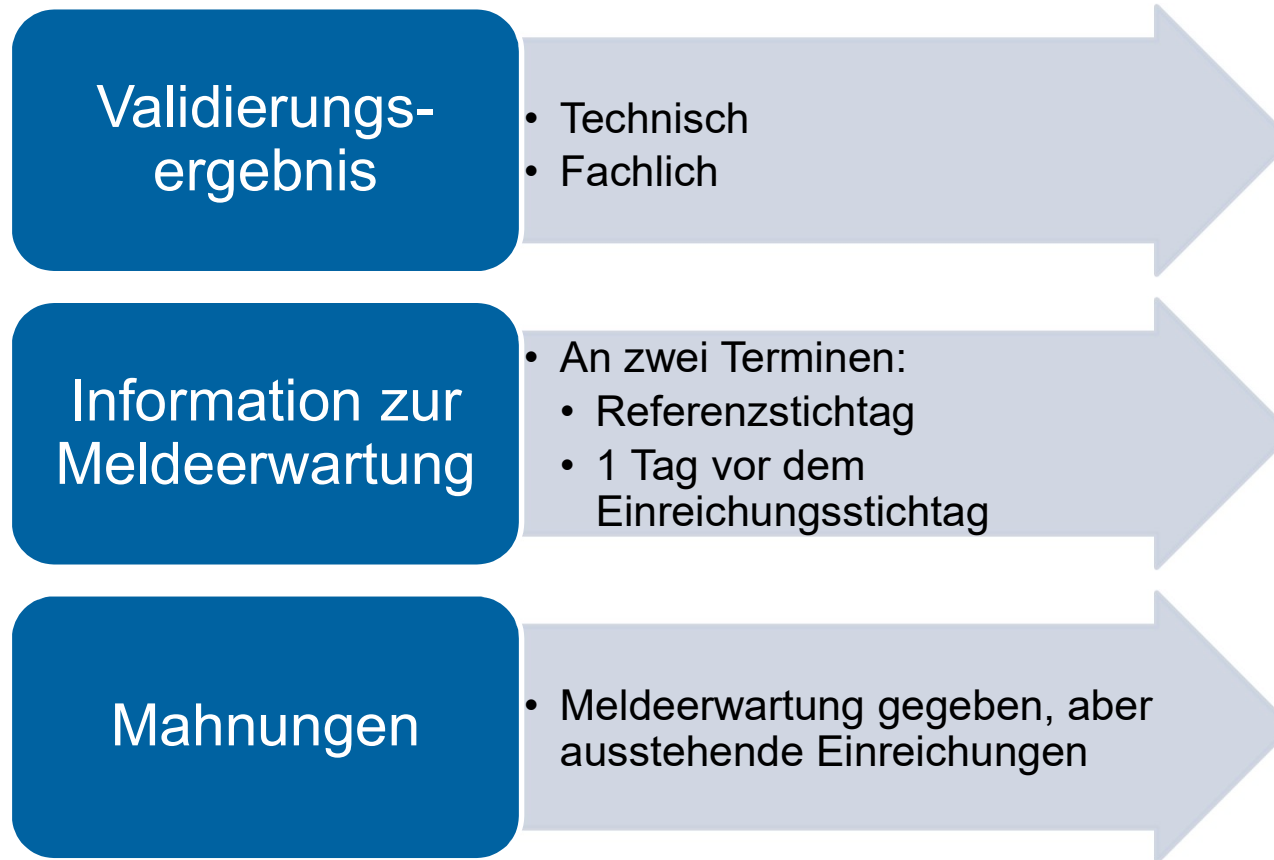 Validierungs-
ergebnis
• Technisch
• Fachlich
Information zur
Meldeerwartung
• An zwei Terminen:
• Referenzstichtag
• 1 Tag vor dem
Einreichungsstichtag
Mahnungen
• Meldeerwartung gegeben, aber
ausstehende Einreichungen